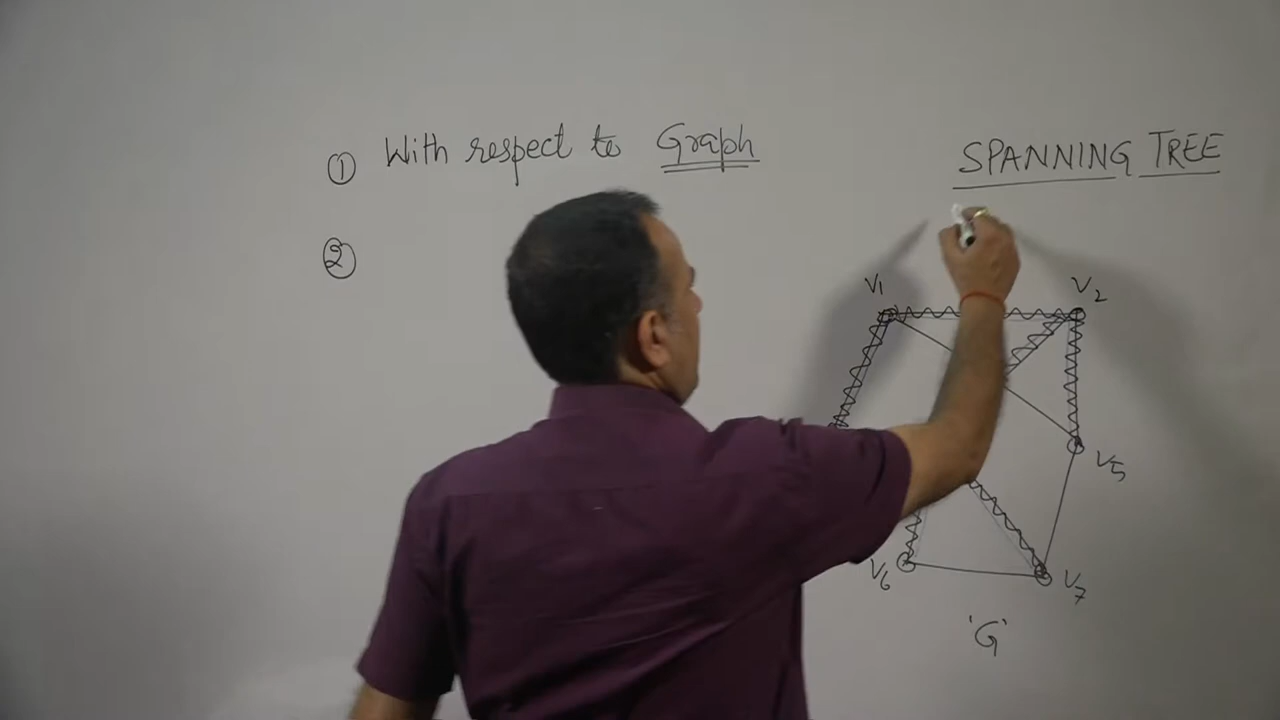 ① With respect to Graph
SPANNING TREE
②
V1
V2
V5
V6
V7
'G'